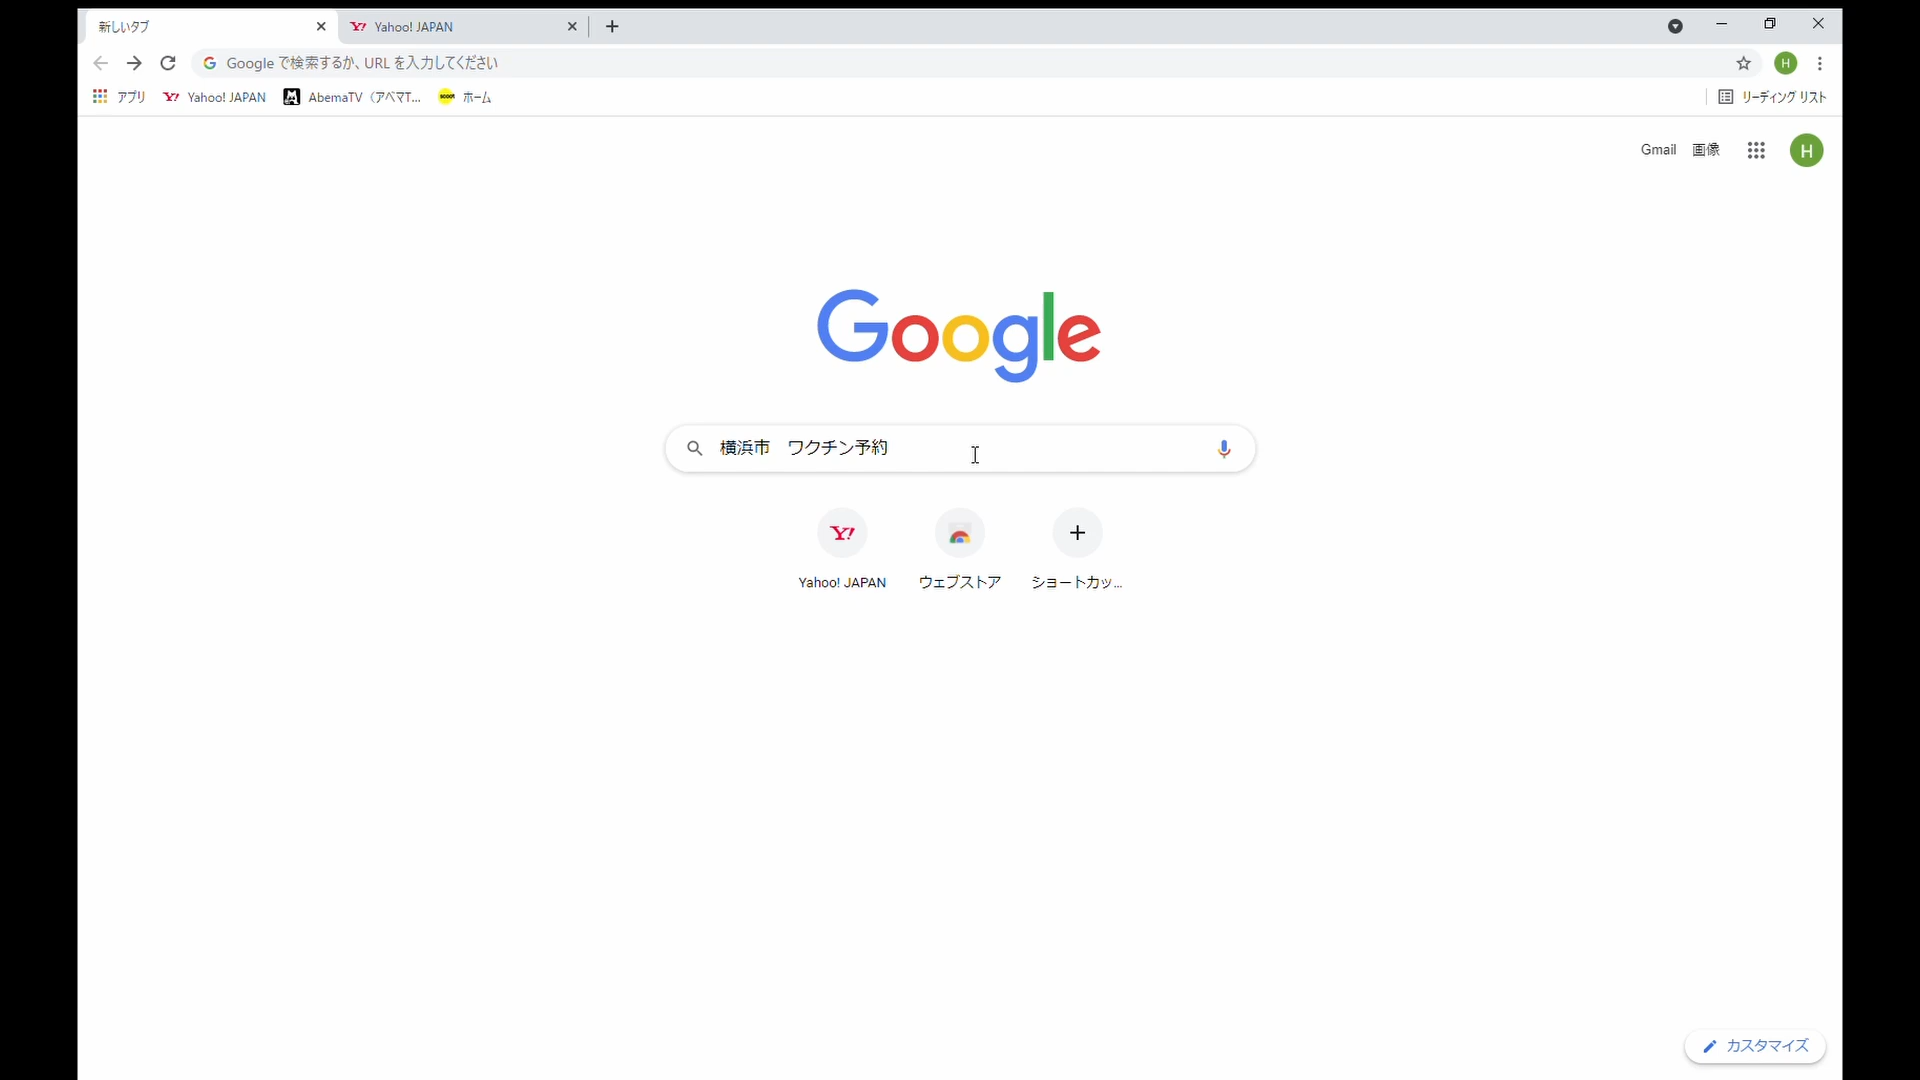 新しいタブ
Yahoo! JAPAN
Google で検索するか、URL を入力してください
H
アプリ
Yahoo! JAPAN
AbemaTV（アベマT...
scoot
ホーム
リーディング リスト
Gmail
画像
H
Google
横浜市　ワクチン予約
Y!
Yahoo! JAPAN
ウェブストア
ショートカッ...
カスタマイズ